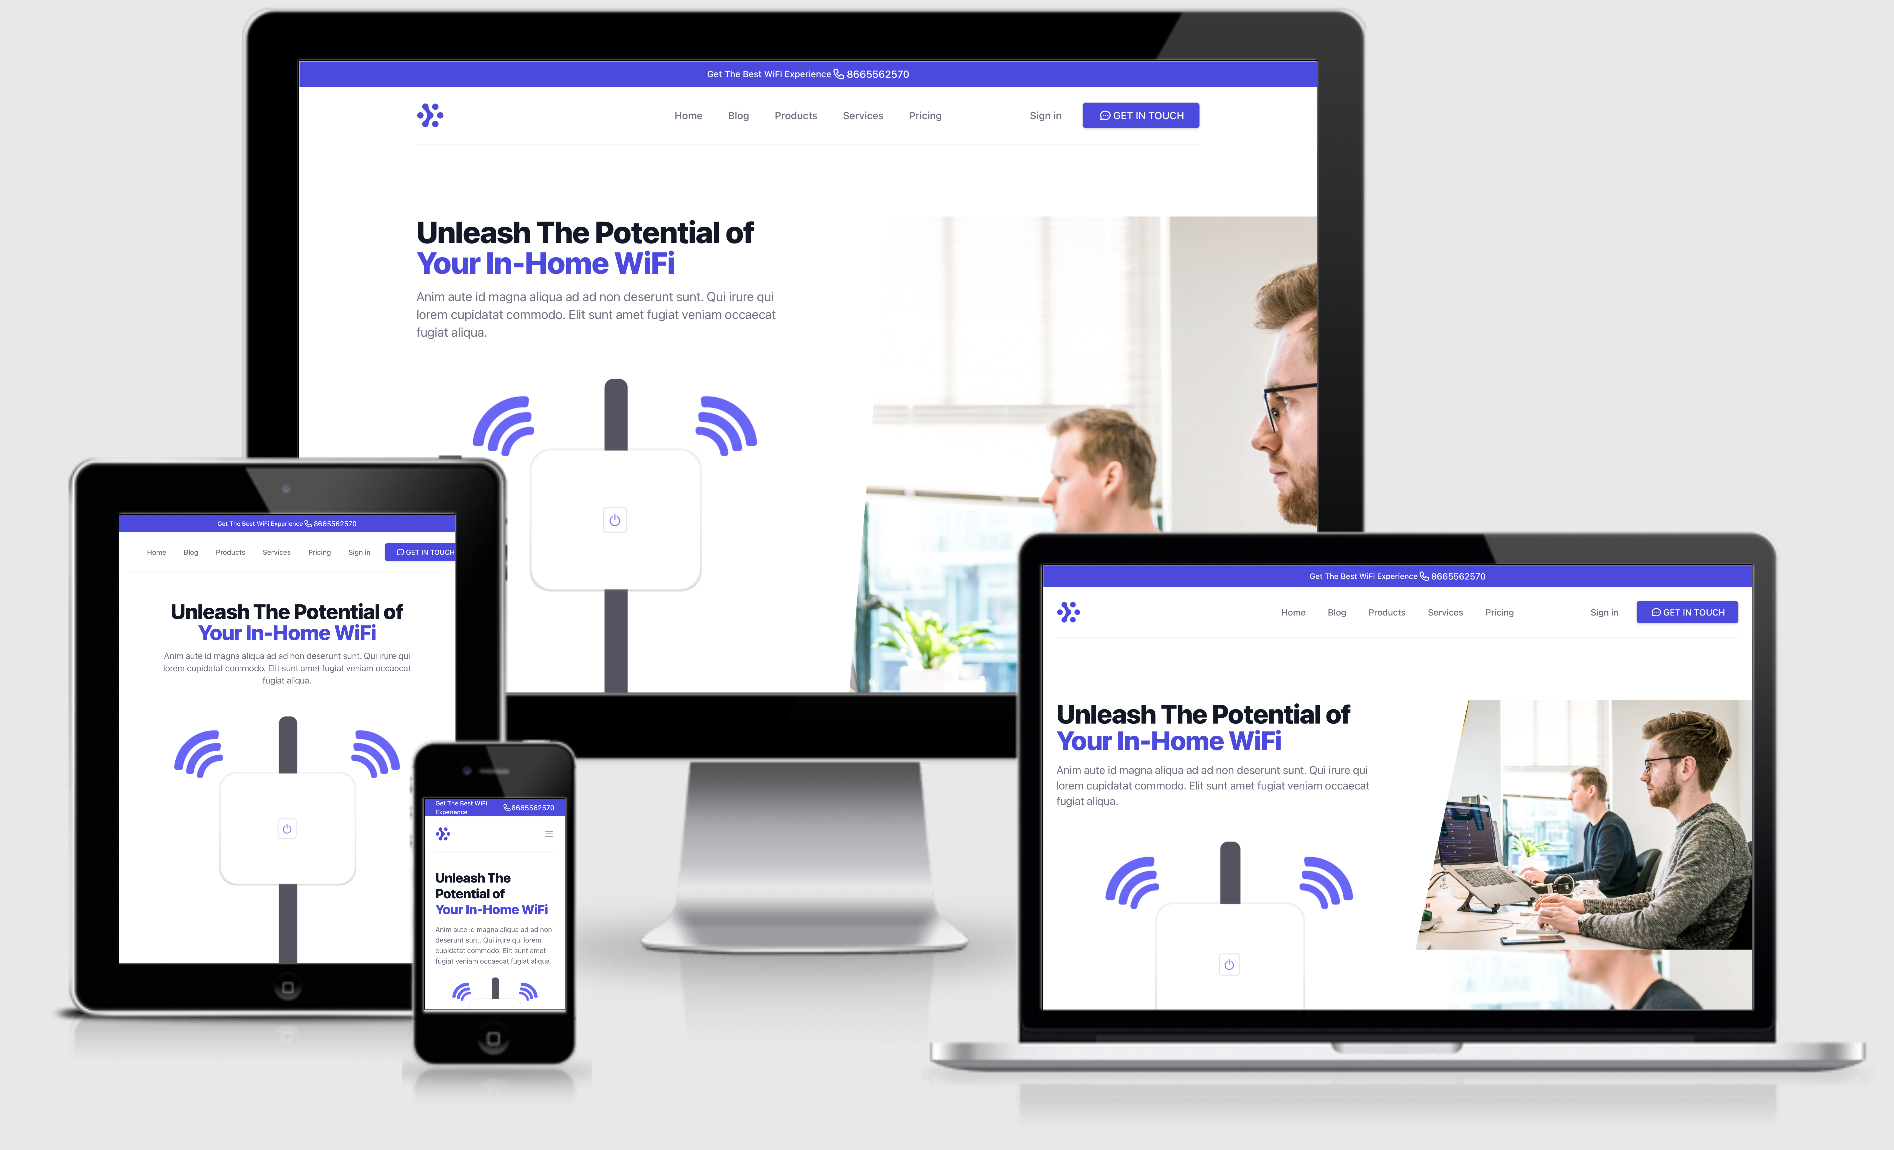 Get The Best WiFi Experience 8665562570
Home Blog Products Services Pricing Sign in GET IN TOUCH
Unleash The Potential of
Your In-Home WiFi
Anim aute id magna aliqua ad ad non deserunt sunt. Qui irure qui
lorem cupidatat commodo. Elit sunt amet fugiat veniam occaecat
fugiat aliqua.
Get The Best WiFi Experience 8665562570
Home Blog Products Services Pricing Sign in GET IN TOUCH
Unleash The Potential of
Your In-Home WiFi
Anim aute id magna aliqua ad ad non deserunt sunt. Qui irure qui
lorem cupidatat commodo. Elit sunt amet fugiat veniam occaecat
fugiat aliqua.
Get The Best WiFi
Experience 8665562570
Unleash The
Potential of
Your In-Home WiFi
Anim aute id magna aliqua ad ad non
deserunt sunt. Qui irure qui lorem
cupidatat commodo. Elit sunt amet
fugiat veniam occaecat fugiat aliqua.
Get The Best WiFi Experience 8665562570
Home Blog Products Services Pricing Sign in GET IN TOUCH
Unleash The Potential of
Your In-Home WiFi
Anim aute id magna aliqua ad ad non deserunt sunt. Qui irure qui
lorem cupidatat commodo. Elit sunt amet fugiat veniam occaecat
fugiat aliqua.